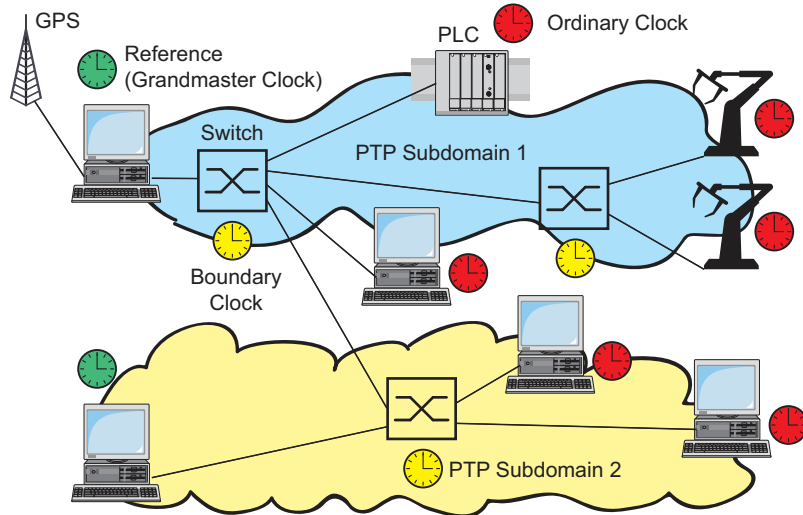 GPS
Reference
(Grandmaster Clock)
PLC
Ordinary Clock
Switch
PTP Subdomain 1
Boundary
Clock
PTP Subdomain 2